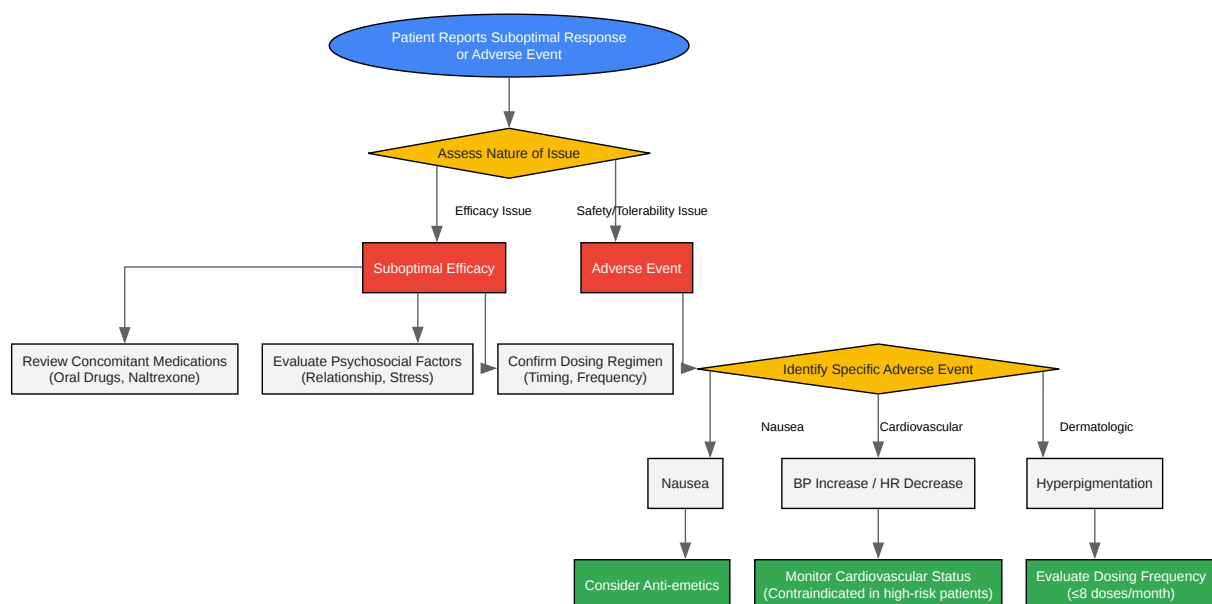 Patient Reports Suboptimal Response
or Adverse Event
Assess Nature of Issue
Efficacy Issue
Safety/Tolerability Issue
Suboptimal Efficacy
Adverse Event
Review Concomitant Medications
(Oral Drugs, Naltrexone)
Evaluate Psychosocial Factors
(Relationship, Stress)
Confirm Dosing Regimen
(Timing, Frequency)
Identify Specific Adverse Event
Nausea
Cardiovascular
Dermatologic
Nausea
BP Increase / HR Decrease
Hyperpigmentation
Consider Anti-emetics
Monitor Cardiovascular Status
(Contraindicated in high-risk patients)
Evaluate Dosing Frequency
(≤8 doses/month)